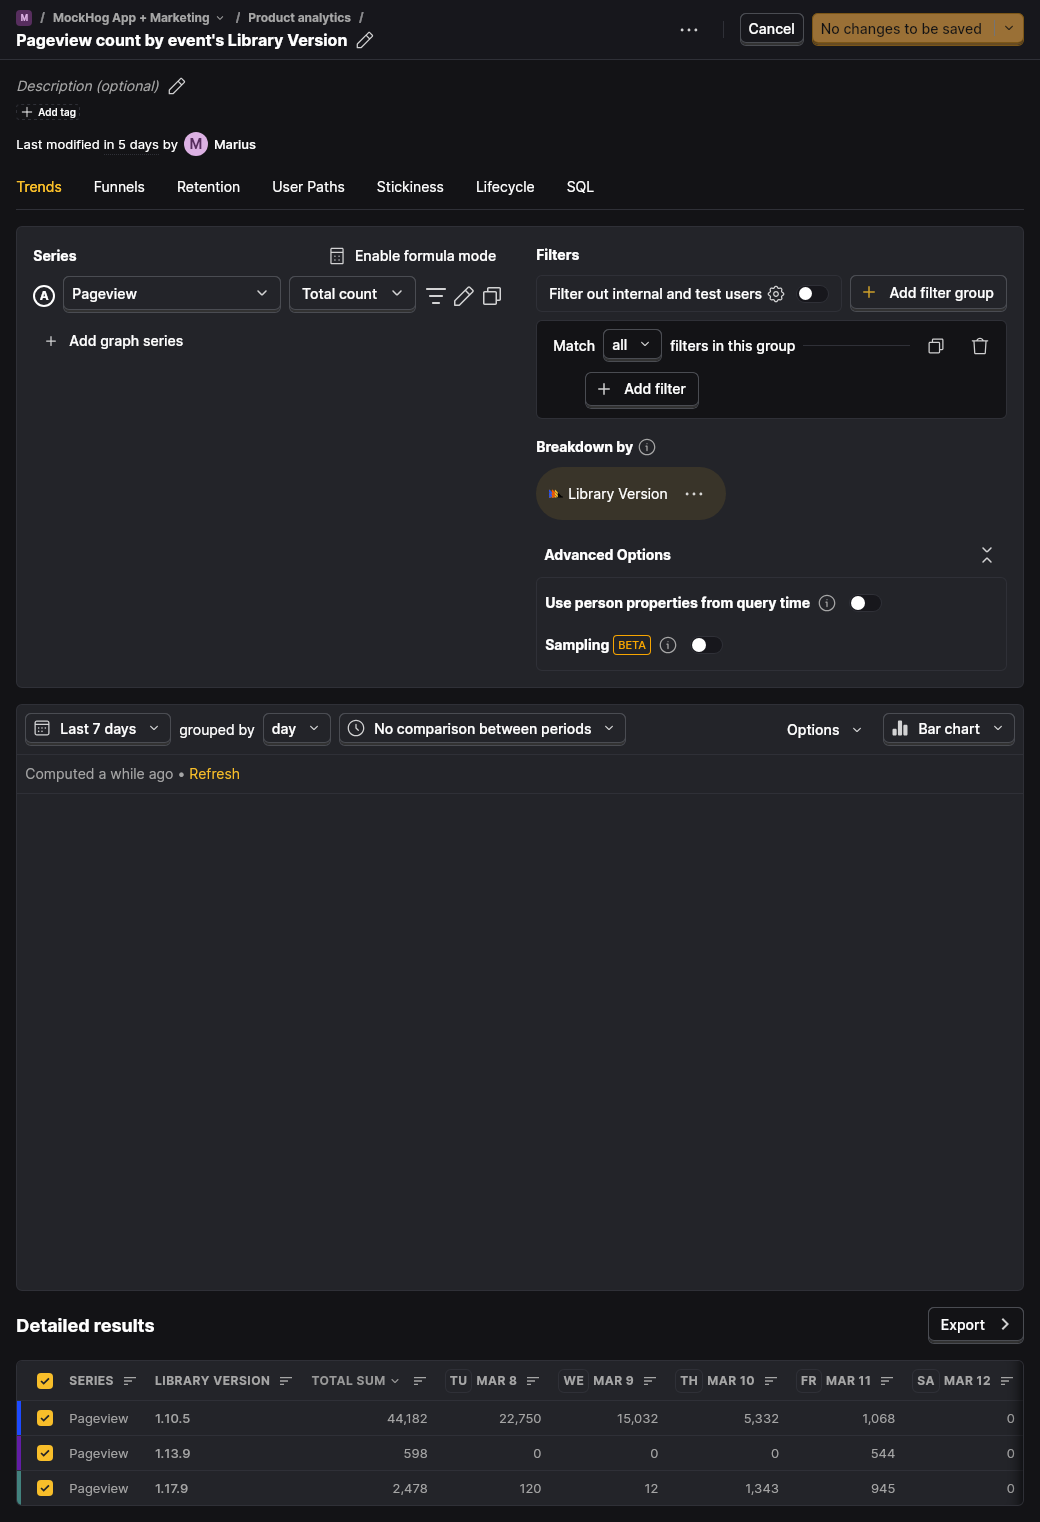 M / MockHog App + Marketing / Product analytics /
Pageview count by event's Library Version
Cancel
No changes to be saved
Description (optional)
Add tag
Last modified in 5 days by M Marius
Trends Funnels Retention User Paths Stickiness Lifecycle SQL
Series
Enable formula mode
A Pageview Total count
Add graph series
Filters
Filter out internal and test users
Add filter group
Match all filters in this group
Add filter
Breakdown by
Library Version
Advanced Options
Use person properties from query time
Sampling BETA
Last 7 days grouped by day No comparison between periods Options Bar chart
Computed a while ago • Refresh
Detailed results
Export
SERIES LIBRARY VERSION TOTAL SUM TU MAR 8 WE MAR 9 TH MAR 10 FR MAR 11 SA MAR 12
Pageview 1.10.5 44,182 22,750 15,032 5,332 1,068 0
Pageview 1.13.9 598 0 0 0 544 0
Pageview 1.17.9 2,478 120 12 1,343 945 0